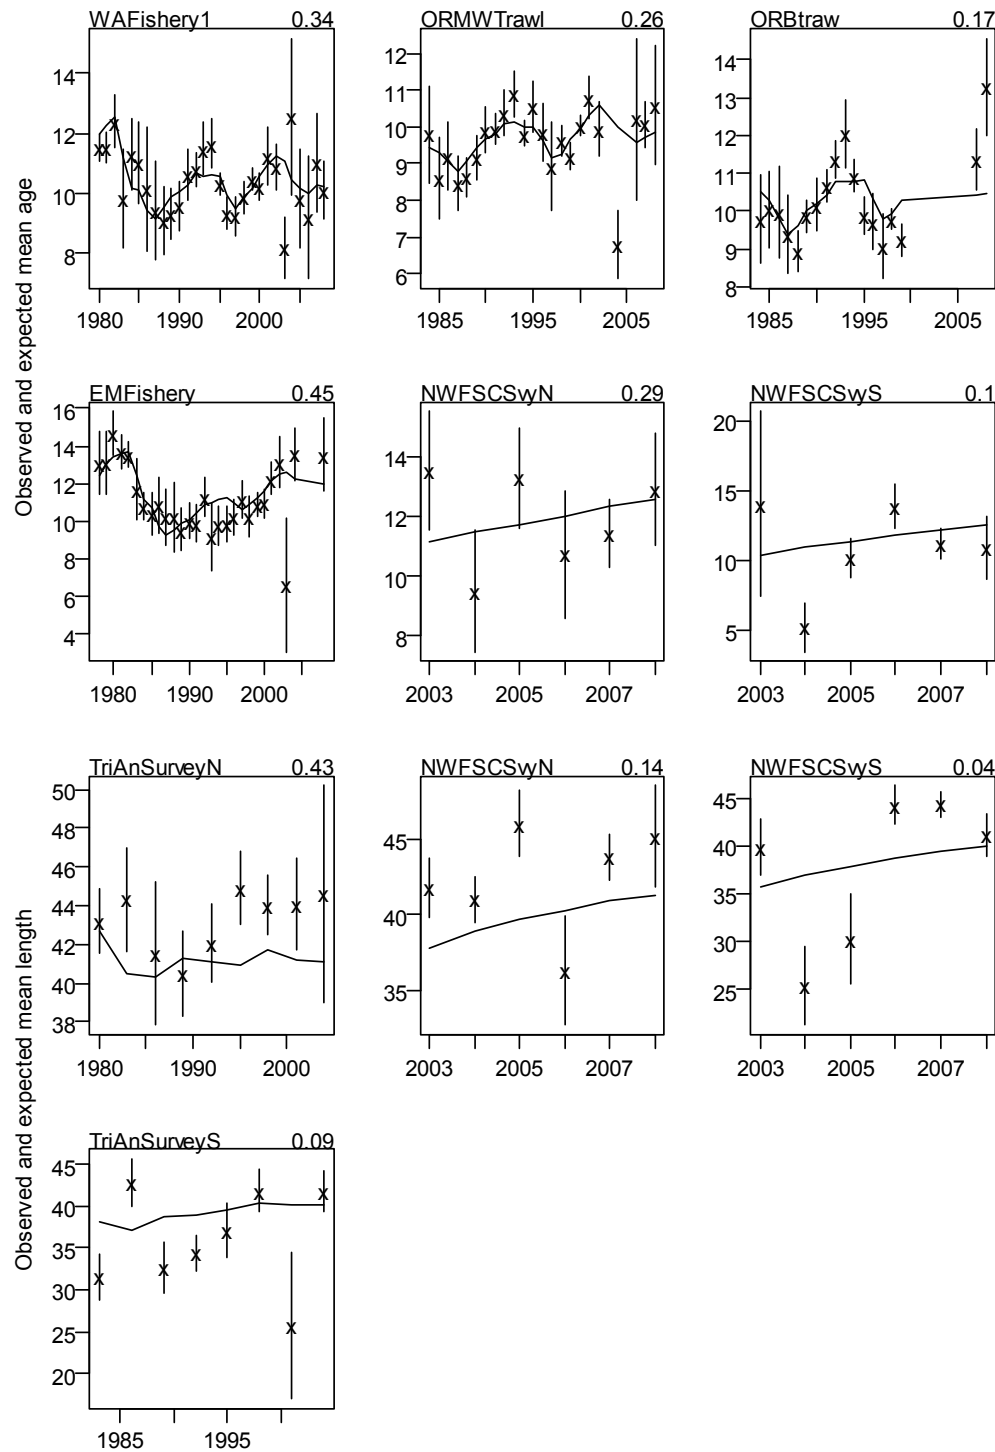 WAFishery1 0.34
ORMWTrawl 0.26
ORBtraw 0.17
Observed and expected mean age
14
12
10
8
1980 1990 2000
12
11
10
9
8
7
6
1985 1995 2005
14
13
12
11
10
9
8
1985 1995 2005
EMFishery 0.45
NWFSCSvyN 0.29
NWFSCSvyS 0.1
16
14
12
10
8
6
4
1980 1990 2000
14
12
10
8
2003 2005 2007
20
15
10
5
2003 2005 2007
TriAnSurveyN 0.43
NWFSCSvyN 0.14
NWFSCSvyS 0.04
Observed and expected mean length
50
48
46
44
42
40
38
1980 1990 2000
45
40
35
2003 2005 2007
45
40
35
30
25
2003 2005 2007
TriAnSurveyS 0.09
45
40
35
30
25
20
1985 1995